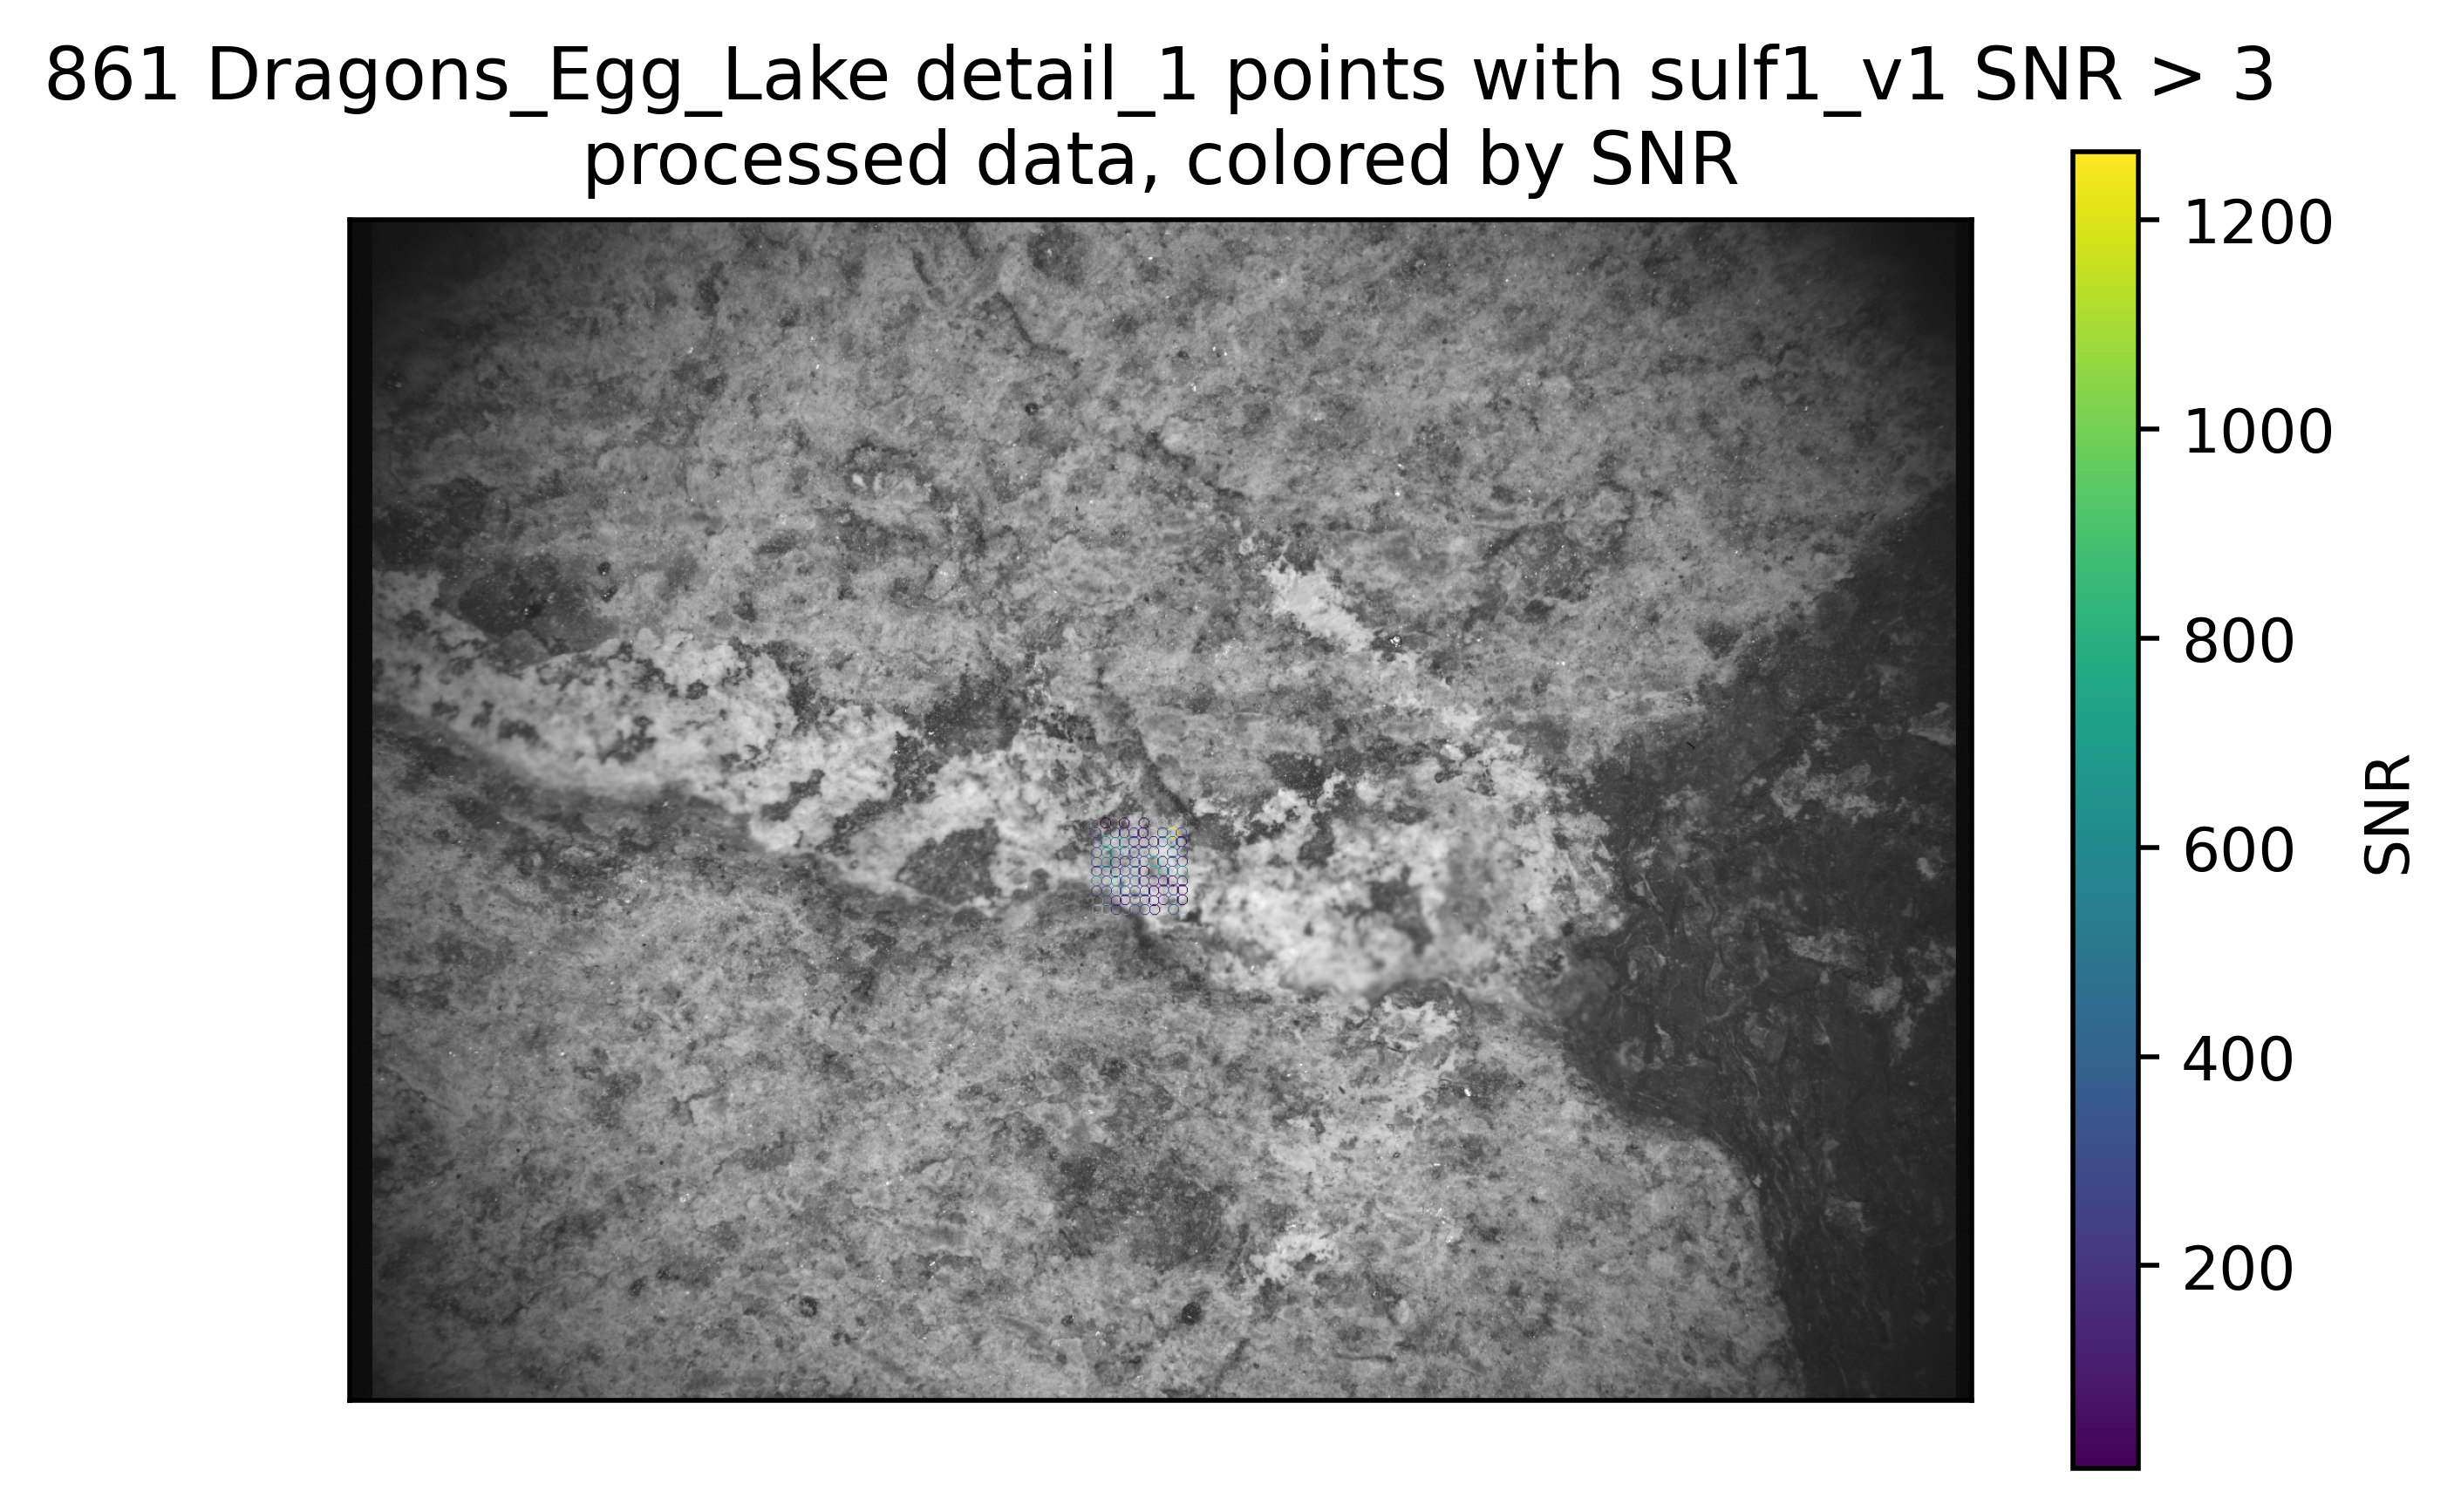 861 Dragons_Egg_Lake detail_1 points with sulf1_v1 SNR > 3
processed data, colored by SNR
1200
1000
800
600
400
200
SNR